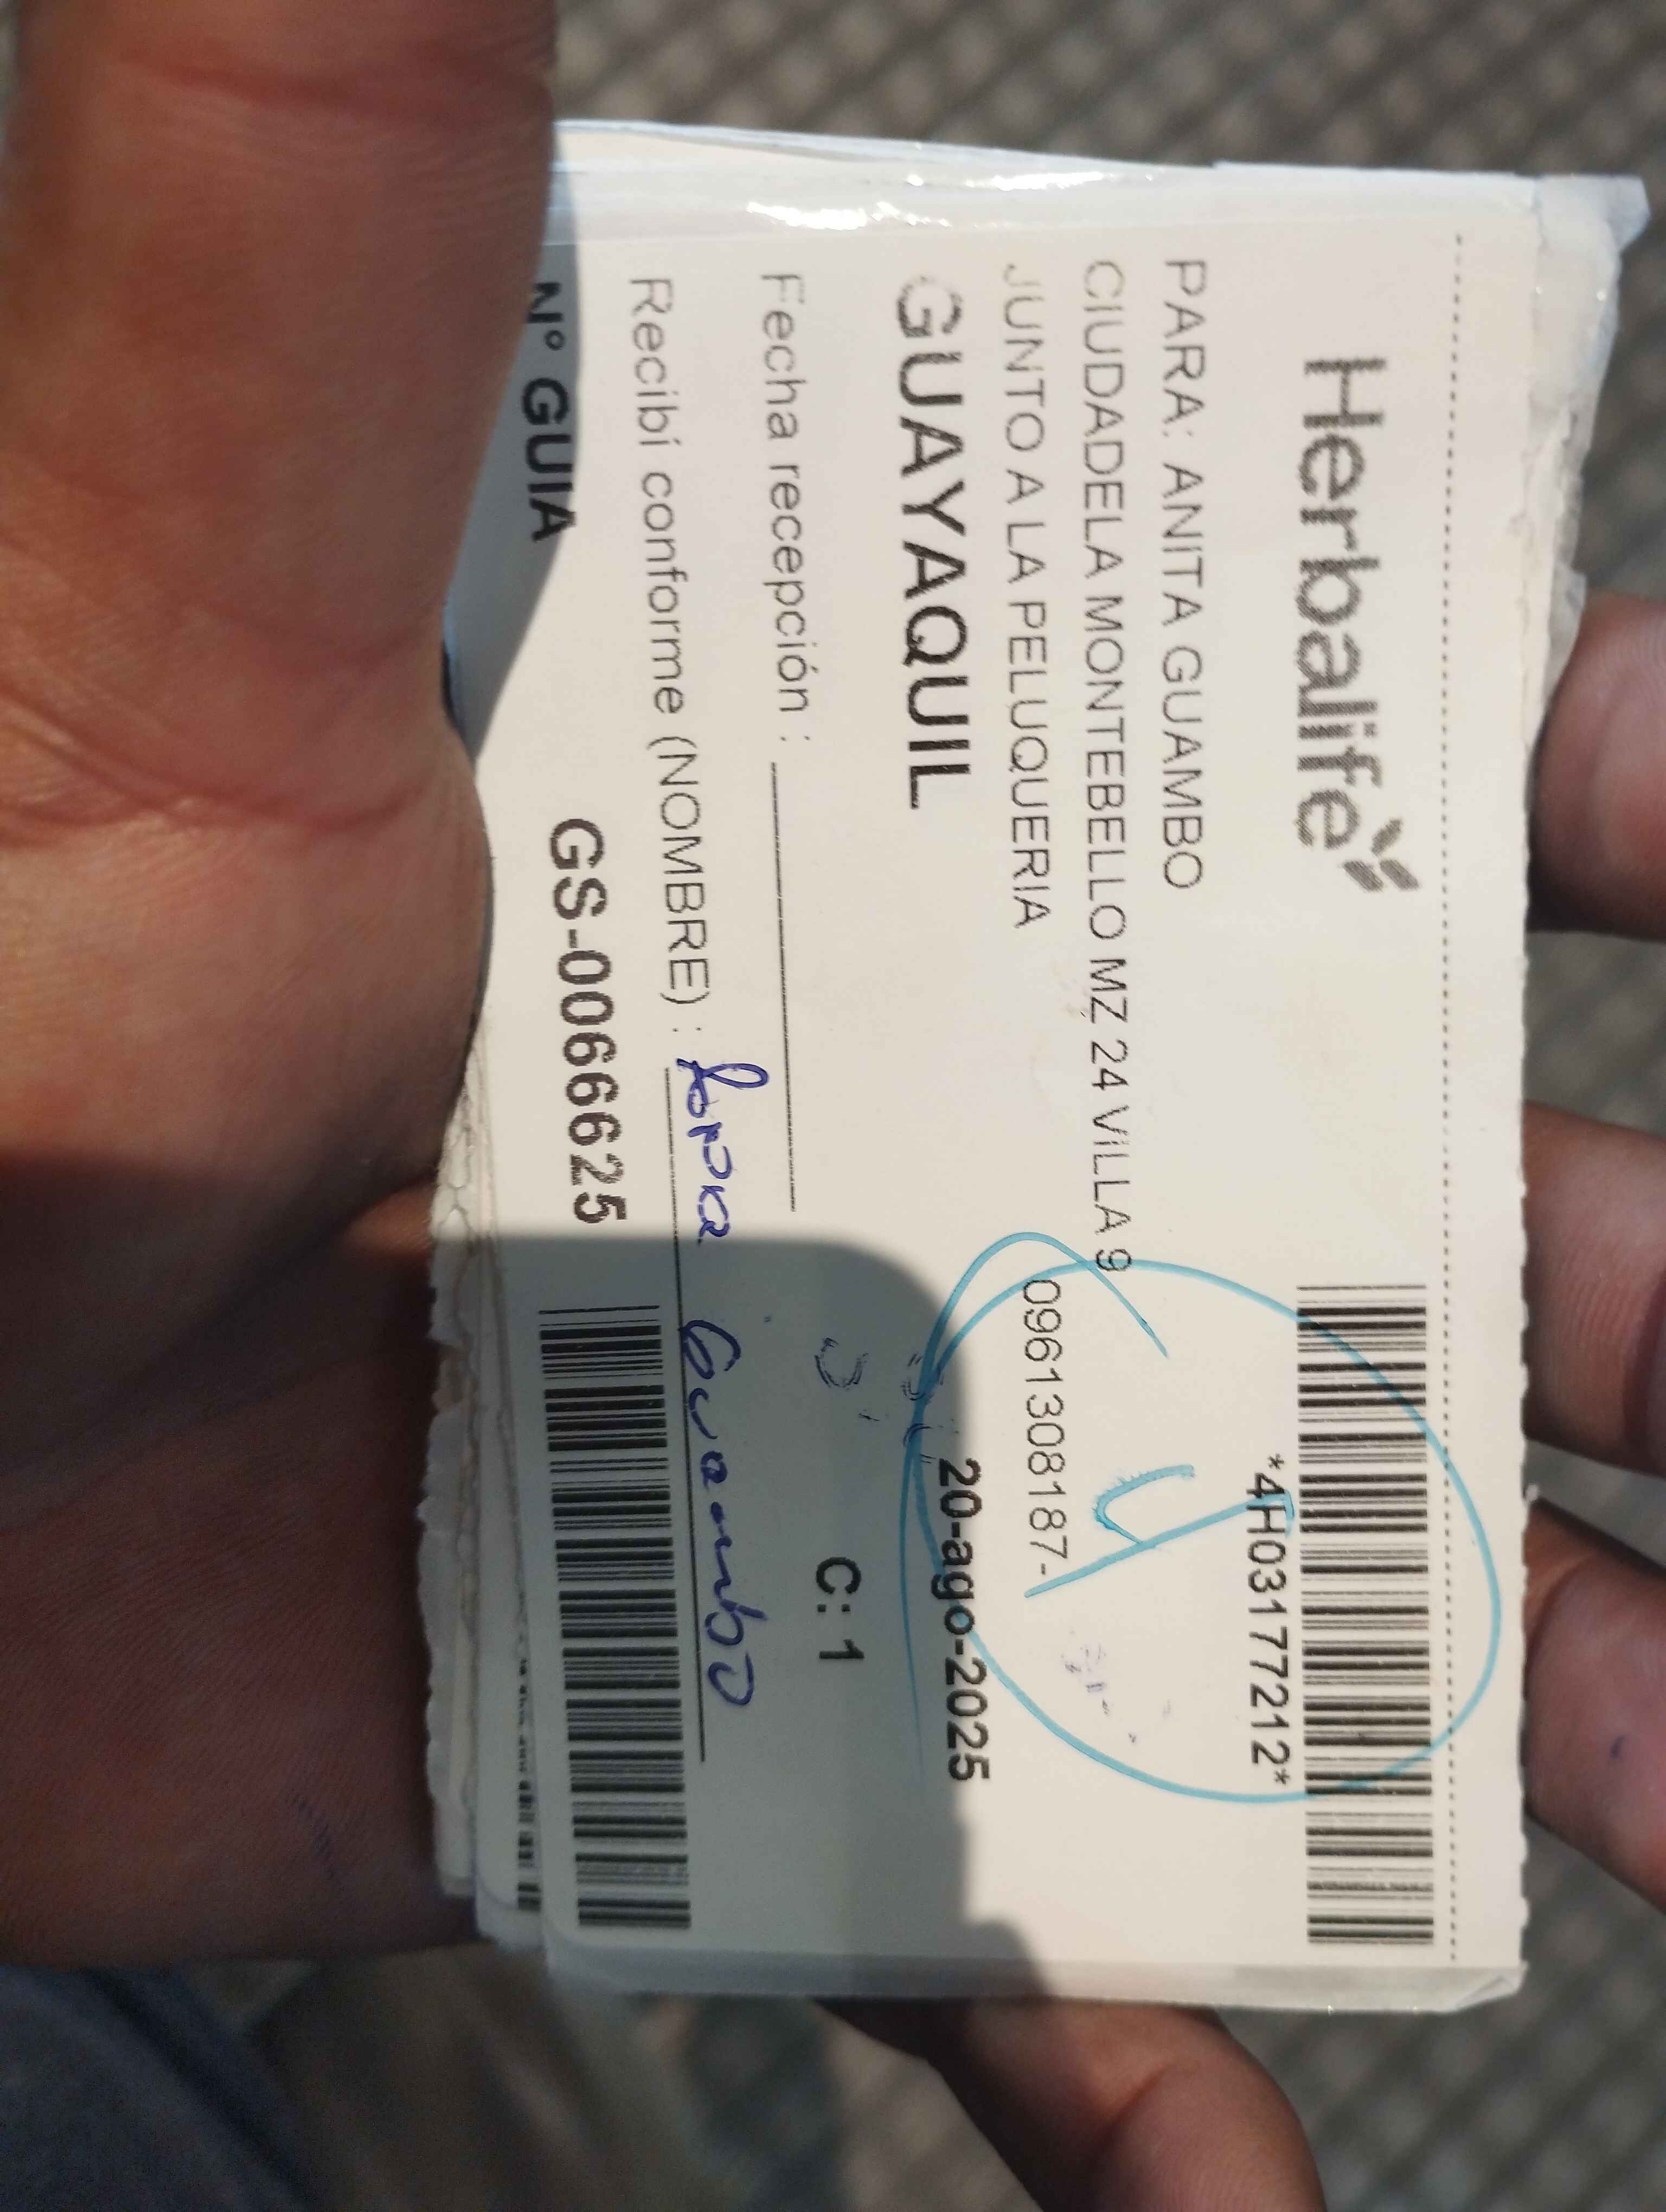 Herbalife
*4H03177212*
PARA: ANITA GUAMBO
CIUDADELA MONTEBELLO MZ 24 VILLA 9
JUNTO A LA PELUQUERIA 0961308187-
4
GUAYAQUIL 20-ago-2025
Fecha recepción : C: 1
Recibí conforme (NOMBRE) : Guambo
N° GUIA GS-0066625